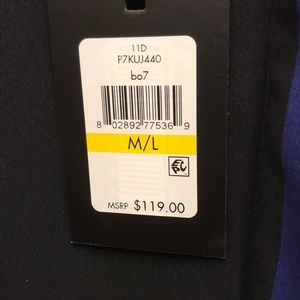 11D
P7KUJ440
bo7
8 02892 77536 9
M/L
MSRP $119.00